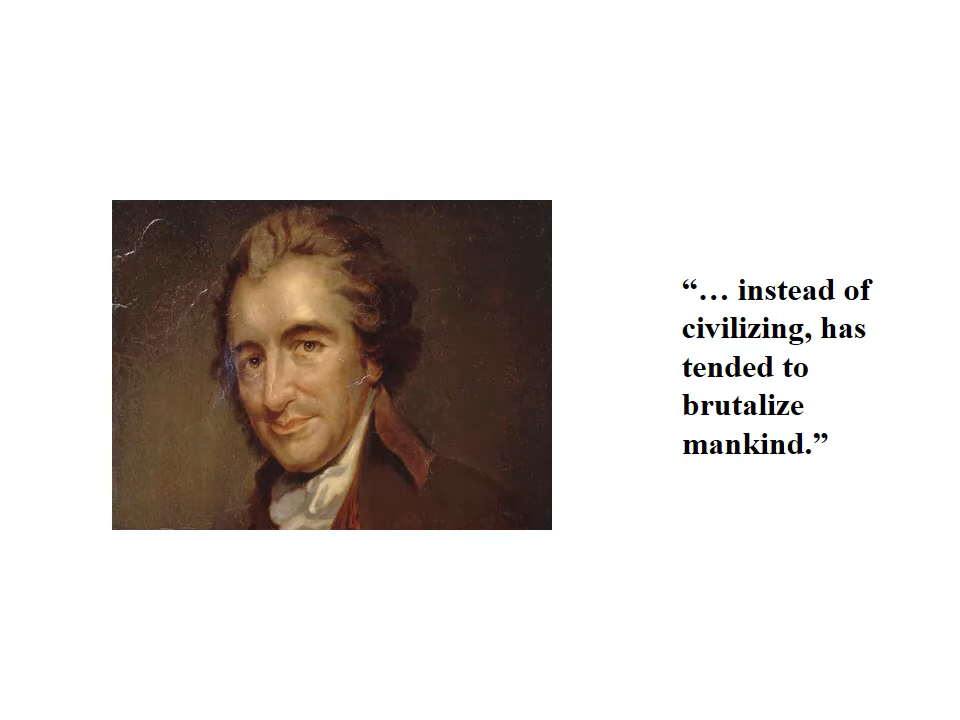 “… instead of
civilizing, has
tended to
brutalize
mankind.”